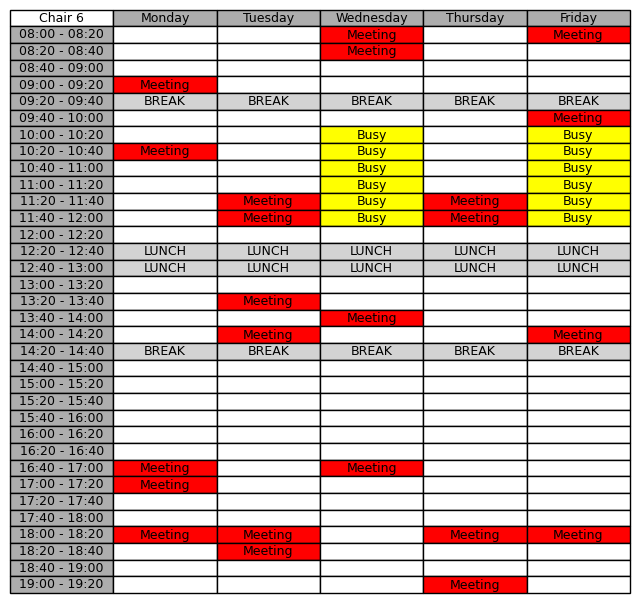 Chair 6 Monday Tuesday Wednesday Thursday Friday
08:00 - 08:20 Meeting Meeting
08:20 - 08:40 Meeting
08:40 - 09:00
09:00 - 09:20 Meeting
09:20 - 09:40 BREAK BREAK BREAK BREAK BREAK
09:40 - 10:00 Meeting
10:00 - 10:20 Busy Busy
10:20 - 10:40 Meeting Busy Busy
10:40 - 11:00 Busy Busy
11:00 - 11:20 Busy Busy
11:20 - 11:40 Meeting Busy Meeting Busy
11:40 - 12:00 Meeting Busy Meeting Busy
12:00 - 12:20
12:20 - 12:40 LUNCH LUNCH LUNCH LUNCH LUNCH
12:40 - 13:00 LUNCH LUNCH LUNCH LUNCH LUNCH
13:00 - 13:20
13:20 - 13:40 Meeting
13:40 - 14:00 Meeting
14:00 - 14:20 Meeting Meeting
14:20 - 14:40 BREAK BREAK BREAK BREAK BREAK
14:40 - 15:00
15:00 - 15:20
15:20 - 15:40
15:40 - 16:00
16:00 - 16:20
16:20 - 16:40
16:40 - 17:00 Meeting Meeting
17:00 - 17:20 Meeting
17:20 - 17:40
17:40 - 18:00
18:00 - 18:20 Meeting Meeting Meeting Meeting
18:20 - 18:40 Meeting
18:40 - 19:00
19:00 - 19:20 Meeting